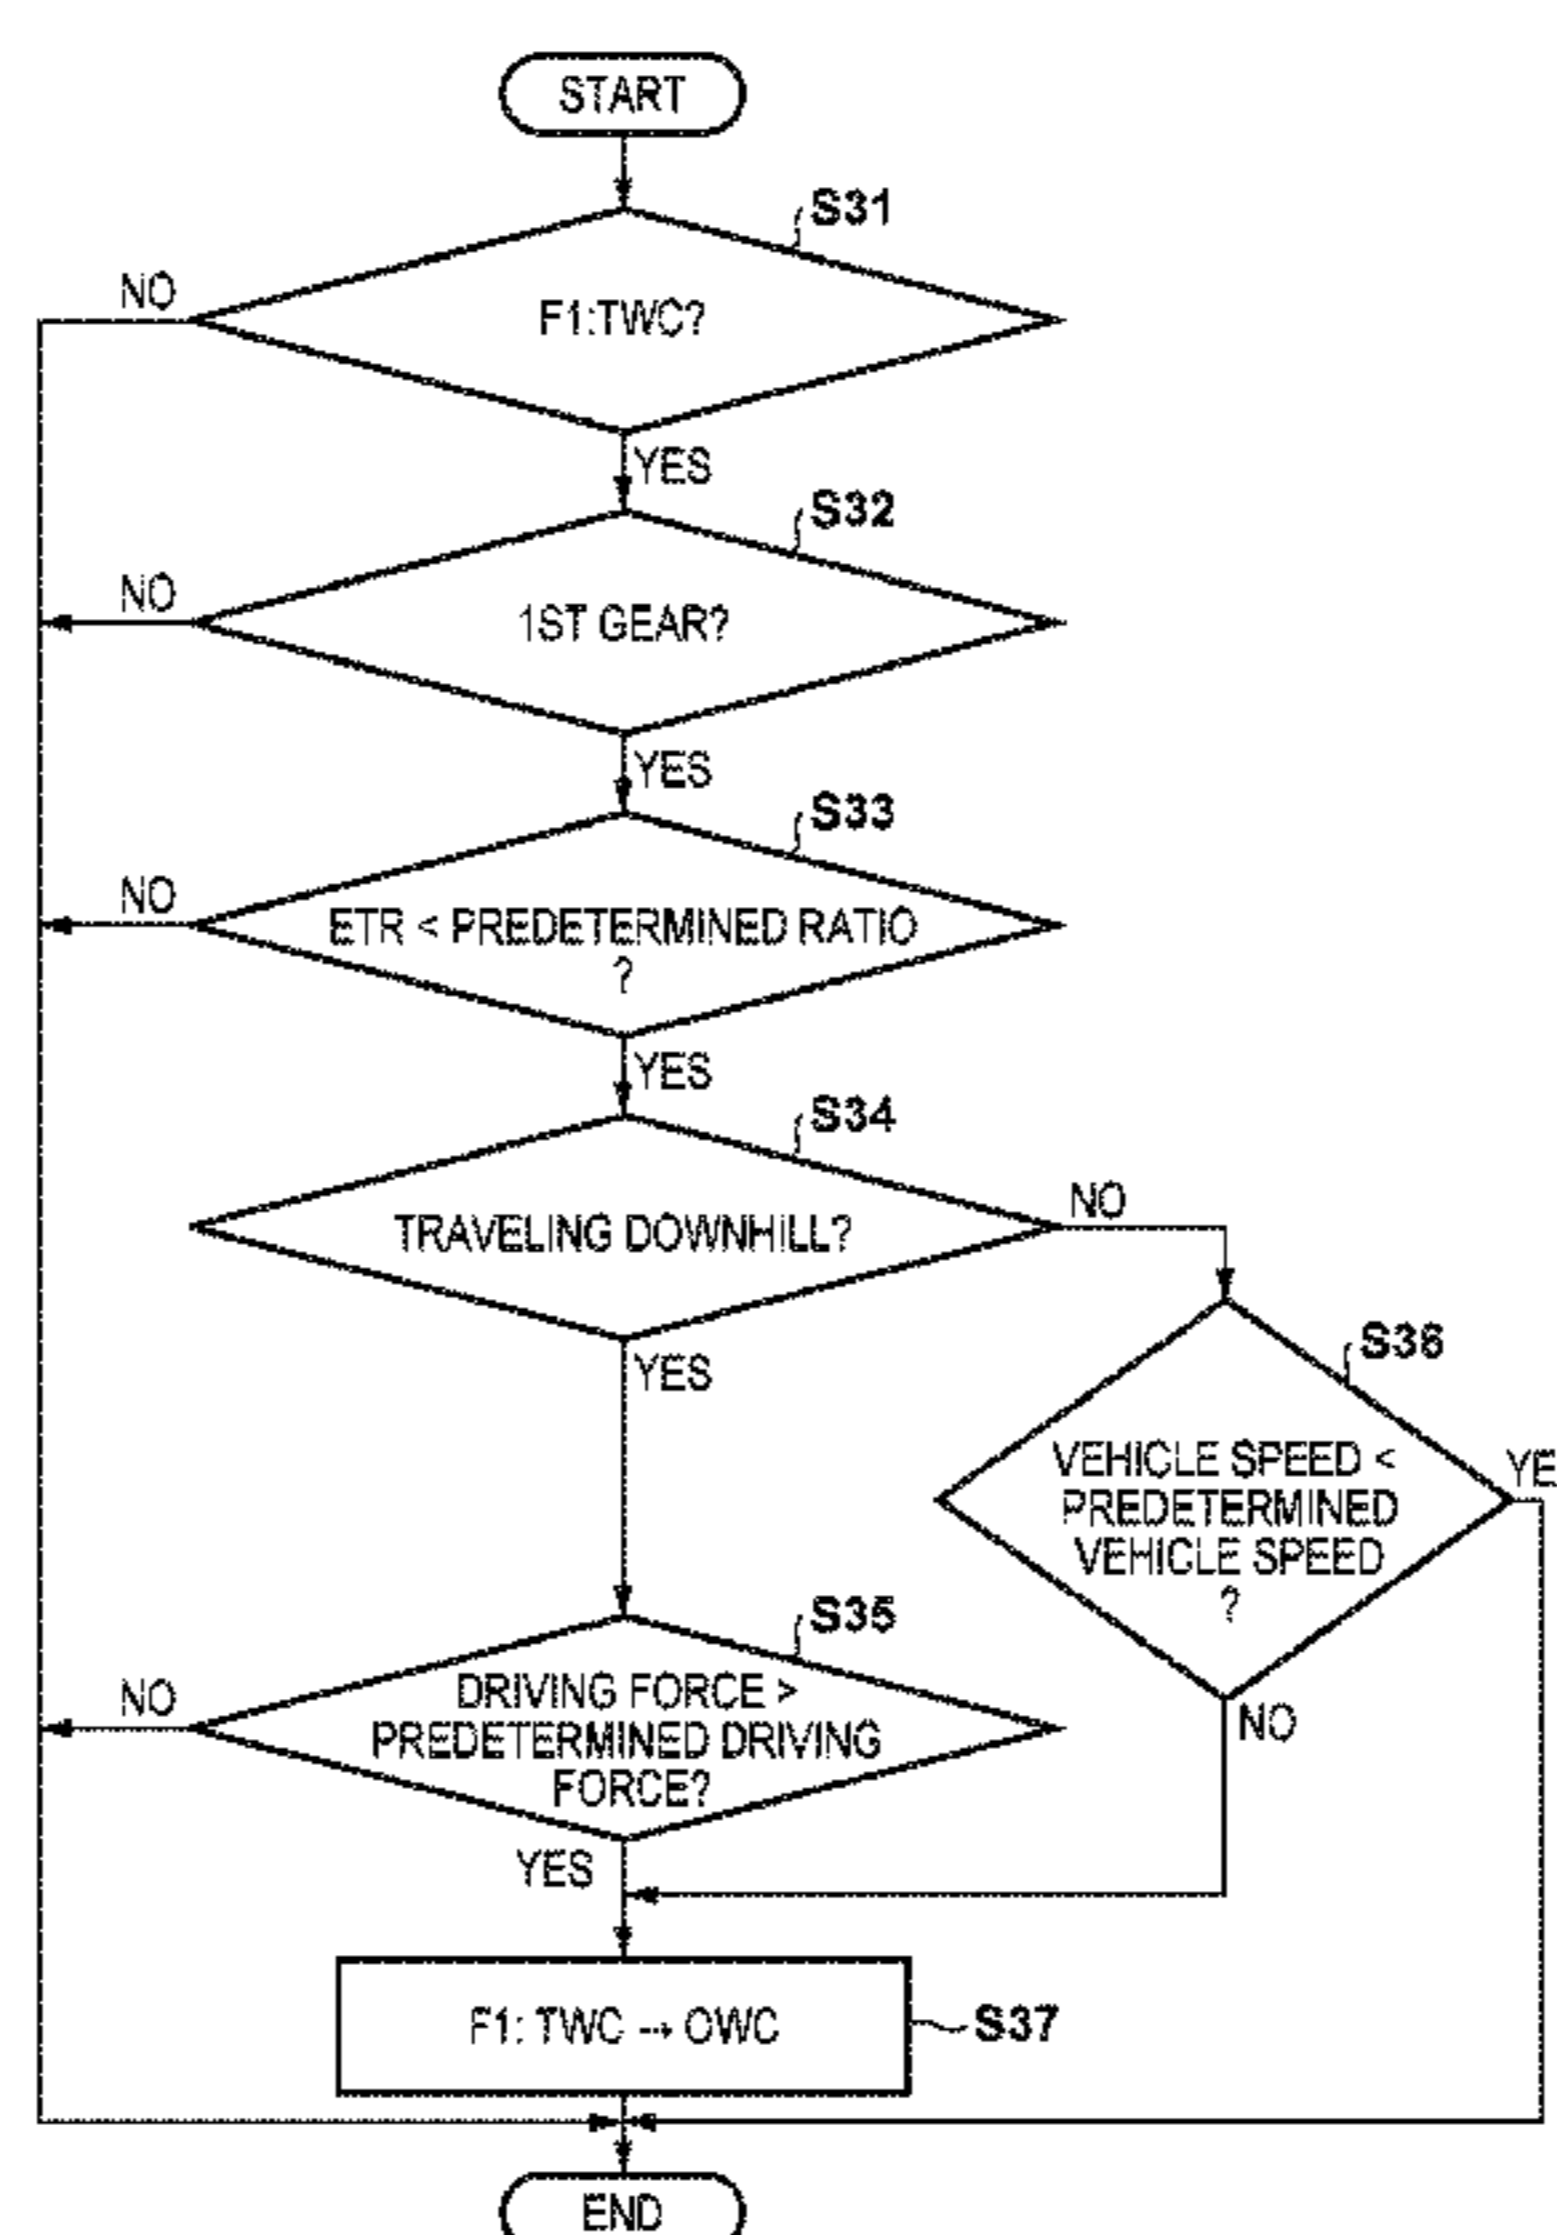 START
S31
NO
F1:TWC?
YES
S32
NO
1ST GEAR?
YES
S33
NO
ETR < PREDETERMINED RATIO
?
YES
S34
NO
TRAVELING DOWNHILL?
YES
S36
VEHICLE SPEED <
PREDETERMINED
VEHICLE SPEED
?
YE
NO
S35
NO
DRIVING FORCE >
PREDETERMINED DRIVING
FORCE?
YES
F1: TWC → OWC
S37
END